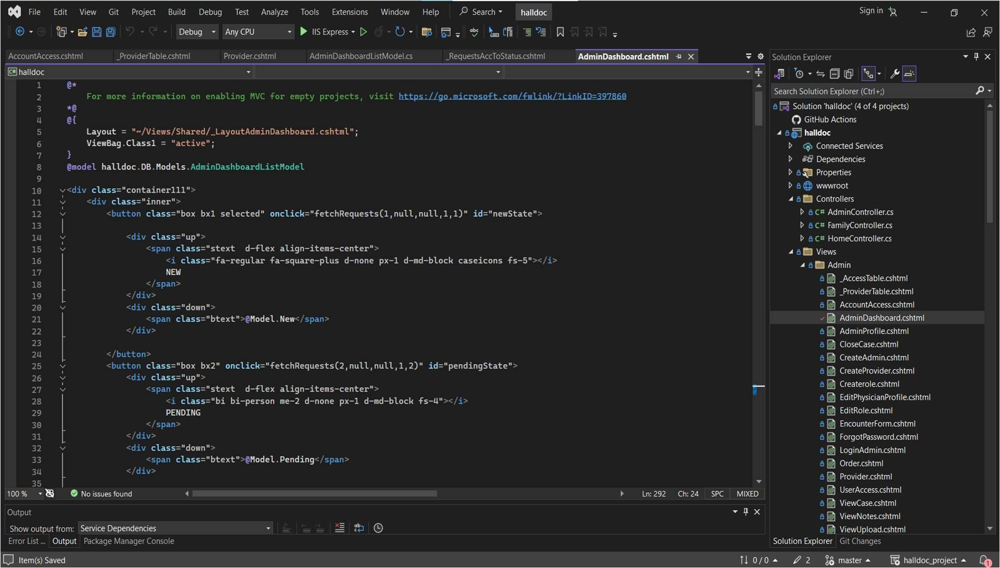 File Edit View Git Project Build Debug Test Analyze Tools Extensions Window Help Search halldoc Sign in
Debug Any CPU IIS Express
AccountAccess.cshtml _ProviderTable.cshtml Provider.cshtml AdminDashboardListModel.cs _RequestsAccToStatus.cshtml AdminDashboard.cshtml
C# halldoc
1 @*
2 For more information on enabling MVC for empty projects, visit https://go.microsoft.com/fwlink/?LinkID=397860
3 *@
4 @{
5 Layout = "~/Views/Shared/_LayoutAdminDashboard.cshtml";
6 ViewBag.Class1 = "active";
7 }
8 @model halldoc.DB.Models.AdminDashboardListModel
9
10 <div class="container111">
11 <div class="inner">
12 <button class="box bx1 selected" onclick="fetchRequests(1,null,null,1,1)" id="newState">
13
14 <div class="up">
15 <span class="stext  d-flex align-items-center">
16 <i class="fa-regular fa-square-plus d-none px-1 d-md-block caseicons fs-5"></i>
17 NEW
18 </span>
19 </div>
20 <div class="down">
21 <span class="btext">@Model.New</span>
22 </div>
23
24 </button>
25 <button class="box bx2" onclick="fetchRequests(2,null,null,1,2)" id="pendingState">
26 <div class="up">
27 <span class="stext  d-flex align-items-center">
28 <i class="bi bi-person me-2 d-none px-1 d-md-block fs-4"></i>
29 PENDING
30 </span>
31 </div>
32 <div class="down">
33 <span class="btext">@Model.Pending</span>
34 </div>
35
100 % No issues found Ln: 292 Ch: 24 SPC MIXED
Output
Show output from: Service Dependencies
Error List ... Output Package Manager Console
Solution Explorer
Search Solution Explorer (Ctrl+;)
Solution 'halldoc' (4 of 4 projects)
GitHub Actions
halldoc
Connected Services
Dependencies
Properties
wwwroot
Controllers
C# AdminController.cs
C# FamilyController.cs
C# HomeController.cs
Views
Admin
_AccessTable.cshtml
_ProviderTable.cshtml
AccountAccess.cshtml
AdminDashboard.cshtml
AdminProfile.cshtml
CloseCase.cshtml
CreateAdmin.cshtml
CreateProvider.cshtml
Createrole.cshtml
EditPhysicianProfile.cshtml
EditRole.cshtml
EncounterForm.cshtml
ForgotPassword.cshtml
LoginAdmin.cshtml
Order.cshtml
Provider.cshtml
UserAccess.cshtml
ViewCase.cshtml
ViewNotes.cshtml
ViewUpload.cshtml
Solution Explorer Git Changes
Item(s) Saved 0 / 0 2 master halldoc_project 1